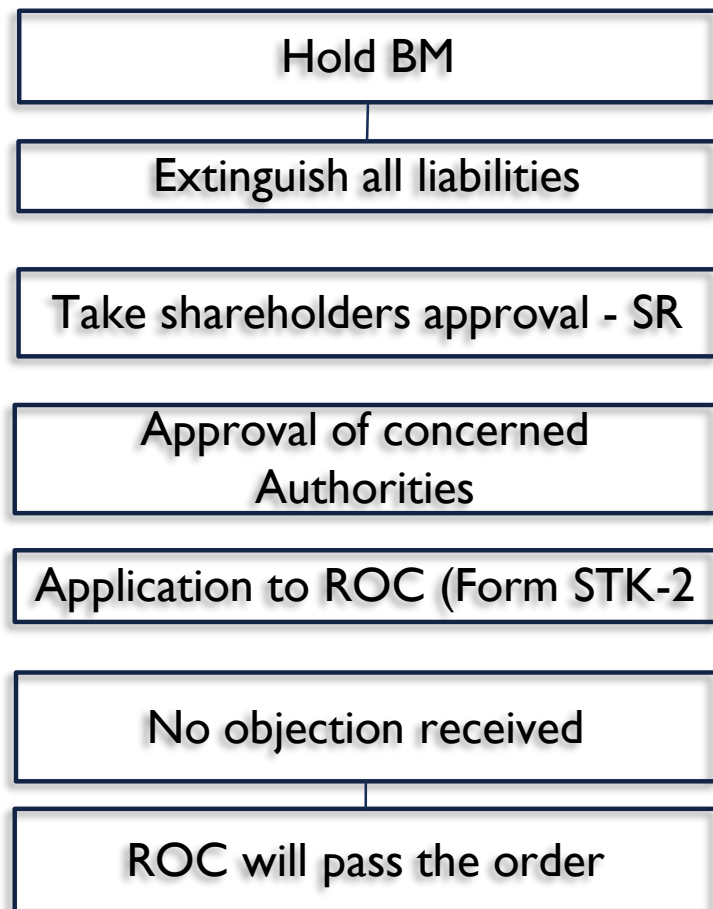 Hold BM
Extinguish all liabilities
Take shareholders approval - SR
Approval of concerned
Authorities
Application to ROC (Form STK-2
No objection received
ROC will pass the order